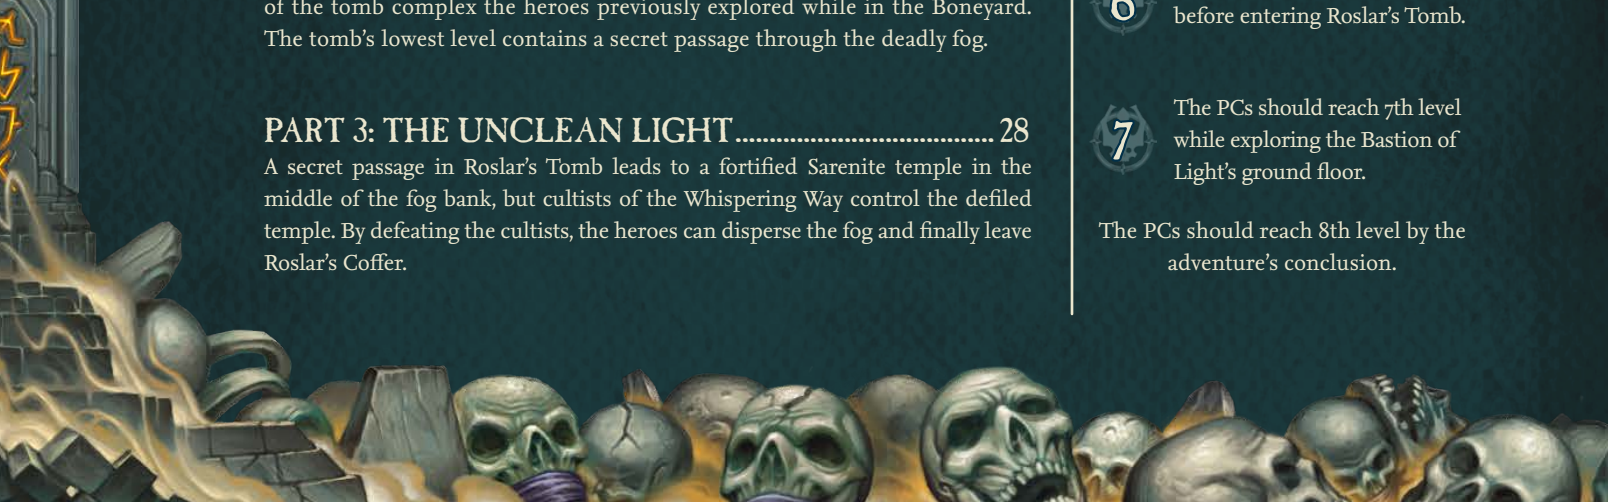 of the tomb complex the heroes previously explored while in the Boneyard.
The tomb’s lowest level contains a secret passage through the deadly fog.
PART 3: THE UNCLEAN LIGHT.................................... 28
A secret passage in Roslar’s Tomb leads to a fortified Sarenite temple in the
middle of the fog bank, but cultists of the Whispering Way control the defiled
temple. By defeating the cultists, the heroes can disperse the fog and finally leave
Roslar’s Coffer.
6
before entering Roslar’s Tomb.
7
The PCs should reach 7th level
while exploring the Bastion of
Light’s ground floor.
The PCs should reach 8th level by the
adventure’s conclusion.